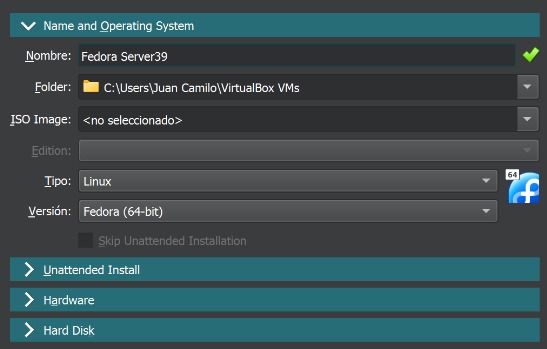 Name and Operating System
Nombre: Fedora Server39
Folder: C:\Users\Juan Camilo\VirtualBox VMs
ISO Image: <no seleccionado>
Edition:
Tipo: Linux
64
Versión: Fedora (64-bit)
Skip Unattended Installation
Unattended Install
Hardware
Hard Disk